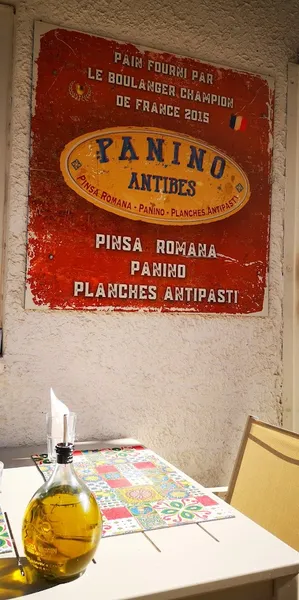 PAIN FOURNI PAR
LE BOULANGER CHAMPION
DE FRANCE 2015
PANINO
ANTIBES
PINSA ROMANA - PANINO - PLANCHES ANTIPASTI
PINSA ROMANA
PANINO
PLANCHES ANTIPASTI